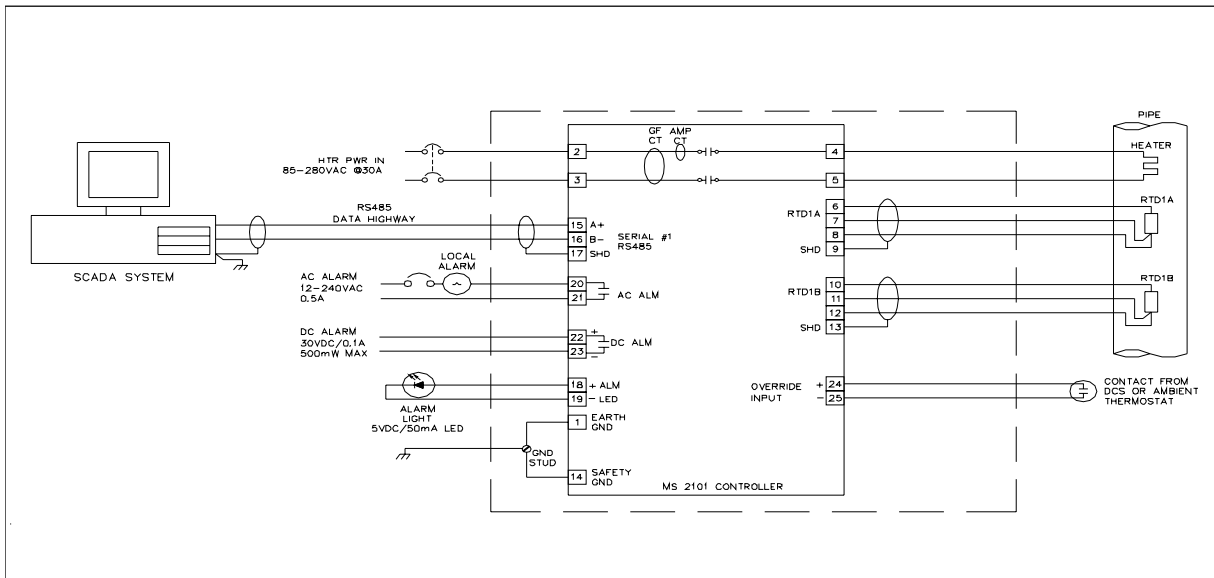 HTR PWR IN
85-280VAC @30A
2
3
GF CT
AMP CT
4
5
PIPE
HEATER
RS485
DATA HIGHWAY
SCADA SYSTEM
15 A+
16 B-
17 SHD
SERIAL #1
RS485
RTD1A
6
7
8
SHD 9
RTD1A
LOCAL
ALARM
AC ALARM
12-240VAC
0.5A
20
21
AC ALM
RTD1B
10
11
12
SHD 13
RTD1B
DC ALARM
30VDC/0.1A
500mW MAX
22 +
23 -
DC ALM
ALARM
LIGHT
5VDC/50mA LED
18 + ALM
19 - LED
OVERRIDE
INPUT
+ 24
- 25
CONTACT FROM
DCS OR AMBIENT
THERMOSTAT
1 EARTH
GND
GND
STUD
14 SAFETY
GND
MS 2101 CONTROLLER